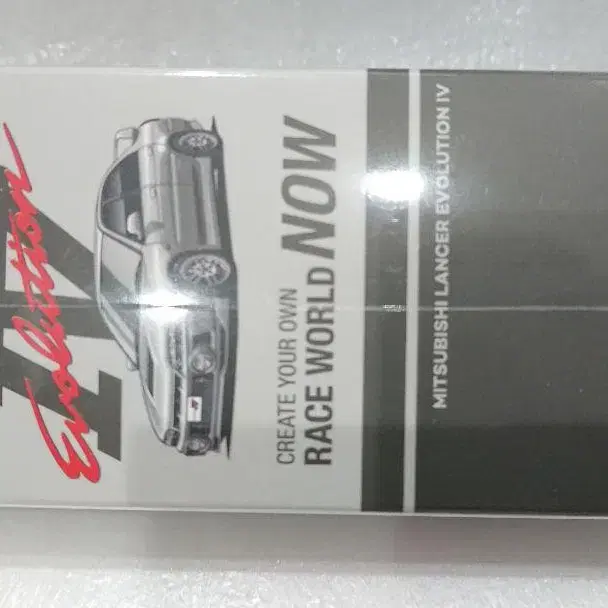 IV
Evolution
CREATE YOUR OWN
RACE WORLD NOW
MITSUBISHI LANCER EVOLUTION IV